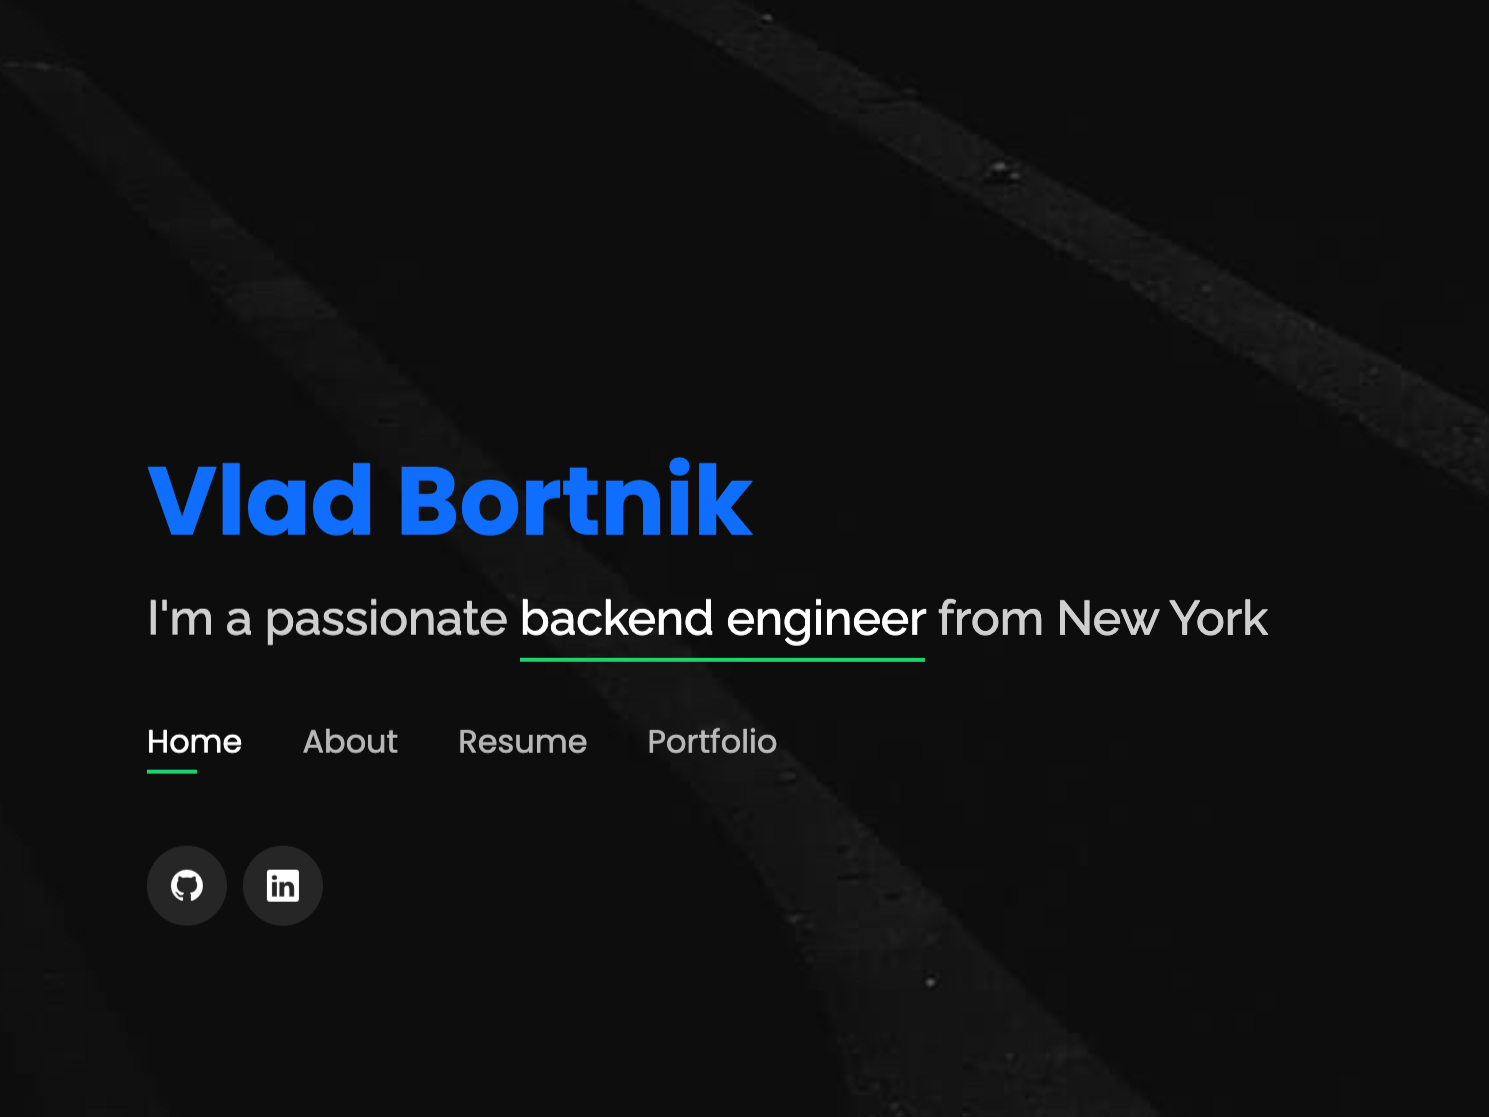 Vlad Bortnik
I'm a passionate backend engineer from New York
Home About Resume Portfolio
in